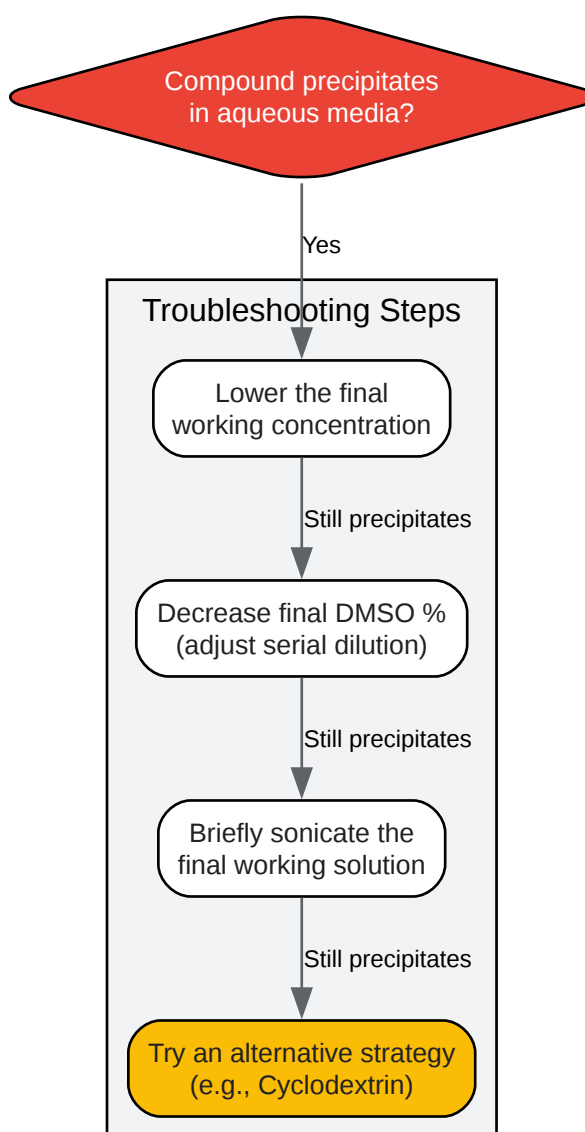 Compound precipitates
in aqueous media?
Yes
Troubleshooting Steps
Lower the final
working concentration
Still precipitates
Decrease final DMSO %
(adjust serial dilution)
Still precipitates
Briefly sonicate the
final working solution
Still precipitates
Try an alternative strategy
(e.g., Cyclodextrin)